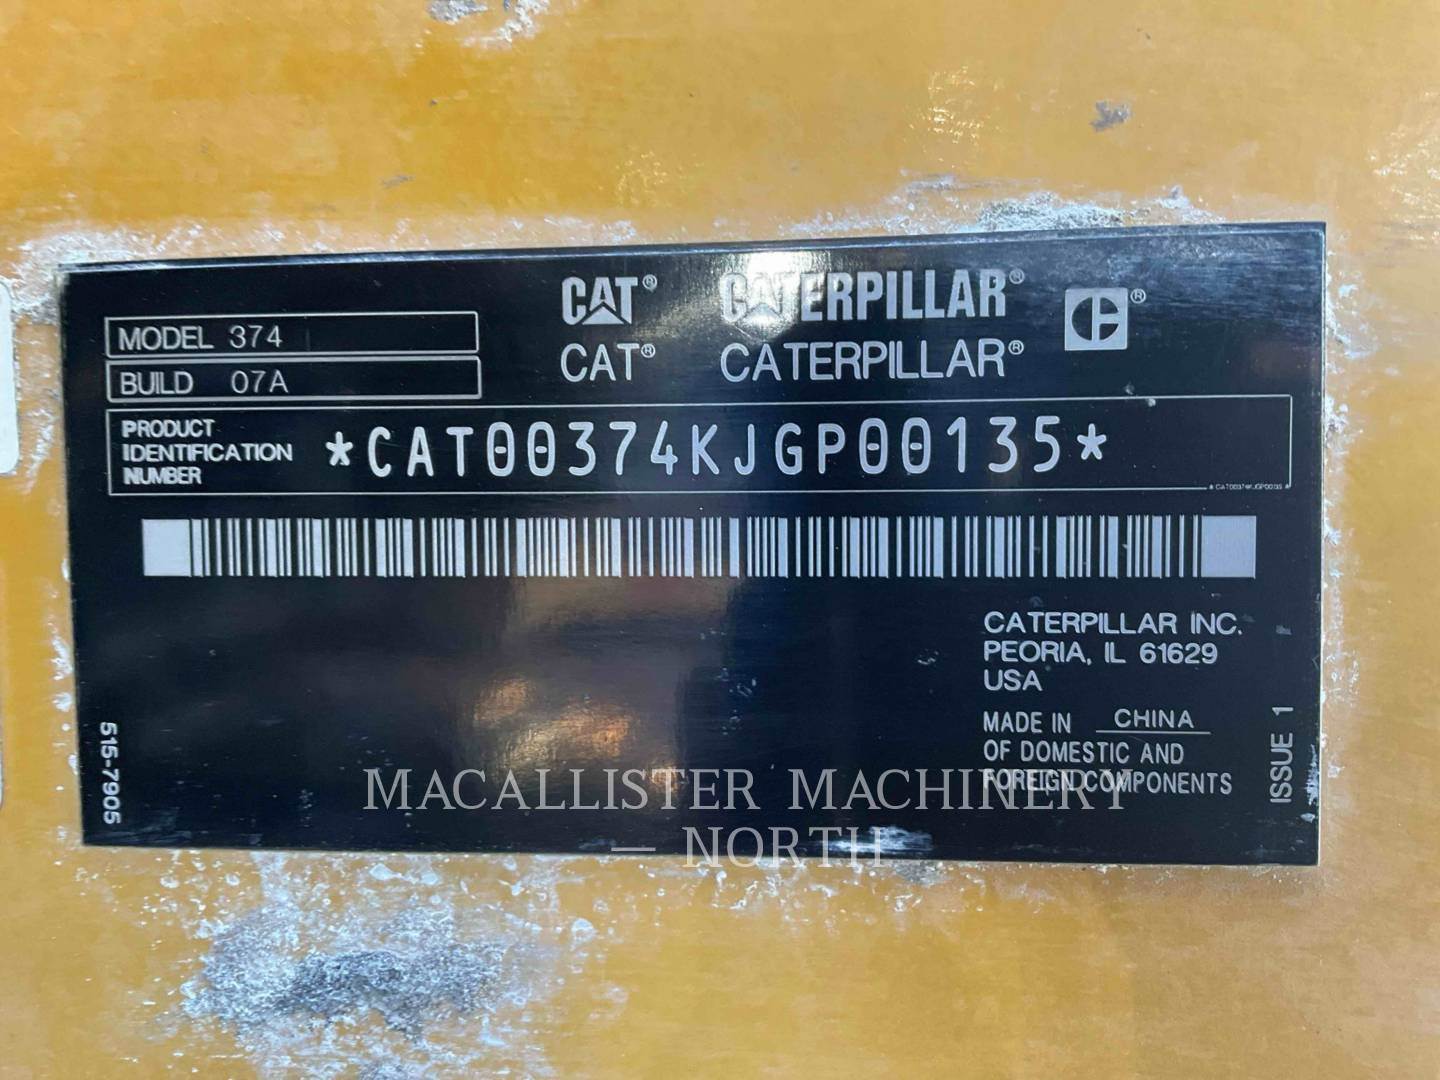 CAT® CATERPILLAR®
CAT® CATERPILLAR®
MODEL 374
BUILD 07A
PRODUCT
IDENTIFICATION
NUMBER
*CAT00374KJGP00135*
*CAT00374KJGP00135*
CATERPILLAR INC.
PEORIA, IL 61629
USA
MADE IN CHINA
OF DOMESTIC AND
FOREIGN COMPONENTS
515-7905
ISSUE 1
MACALLISTER MACHINERY
— NORTH